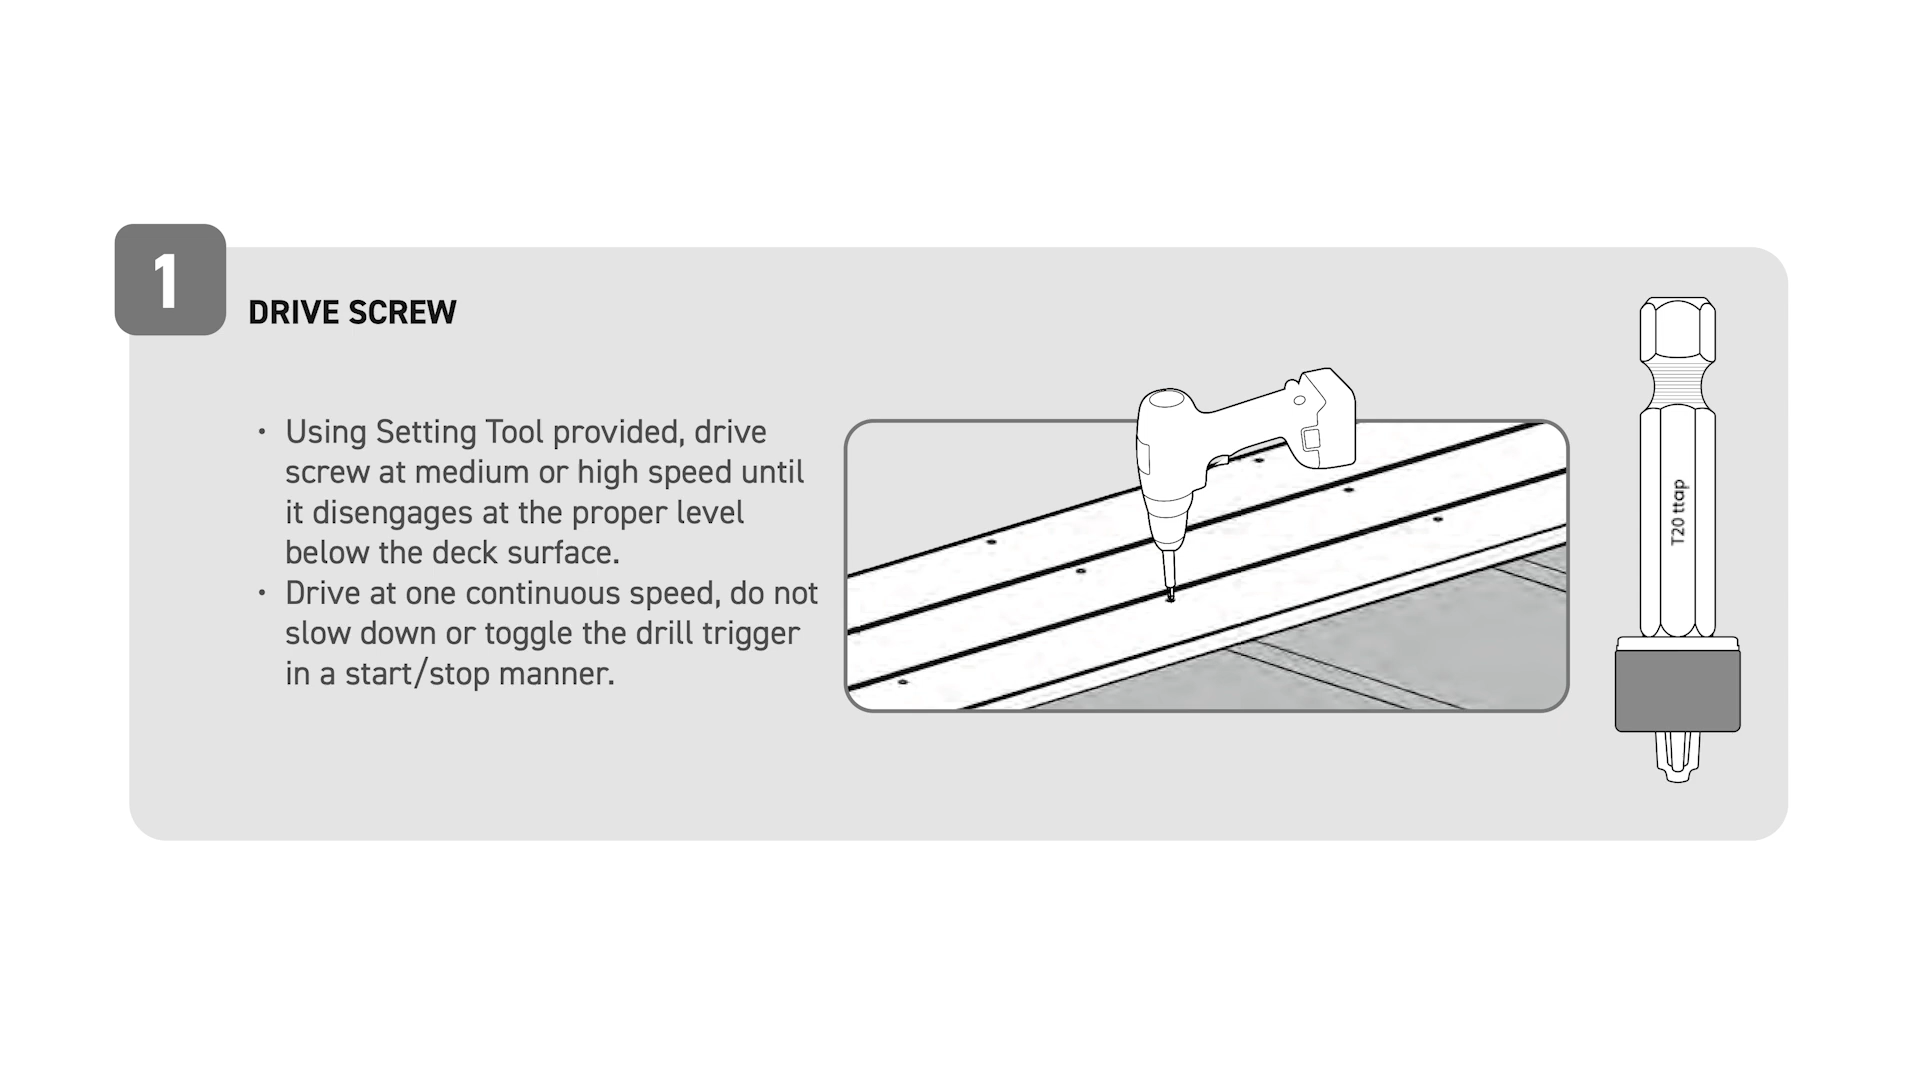 1
DRIVE SCREW
• Using Setting Tool provided, drive
screw at medium or high speed until
it disengages at the proper level
below the deck surface.
• Drive at one continuous speed, do not
slow down or toggle the drill trigger
in a start/stop manner.
T20 ttap